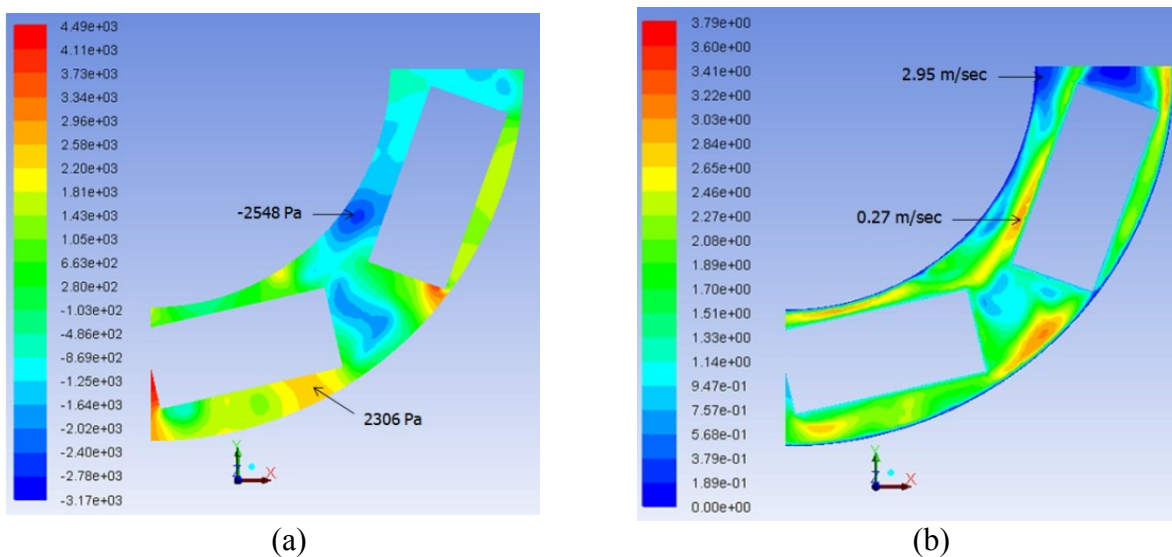 4.49e+03
4.11e+03
3.73e+03
3.34e+03
2.96e+03
2.58e+03
2.20e+03
1.81e+03
1.43e+03
1.05e+03
6.63e+02
2.80e+02
-1.03e+02
-4.86e+02
-8.69e+02
-1.25e+03
-1.64e+03
-2.02e+03
-2.40e+03
-2.78e+03
-3.17e+03
-2548 Pa
2306 Pa
Y
Z
X
(a)
3.79e+00
3.60e+00
3.41e+00
3.22e+00
3.03e+00
2.84e+00
2.65e+00
2.46e+00
2.27e+00
2.08e+00
1.89e+00
1.70e+00
1.51e+00
1.33e+00
1.14e+00
9.47e-01
7.57e-01
5.68e-01
3.79e-01
1.89e-01
0.00e+00
2.95 m/sec
0.27 m/sec
Y
Z
X
(b)